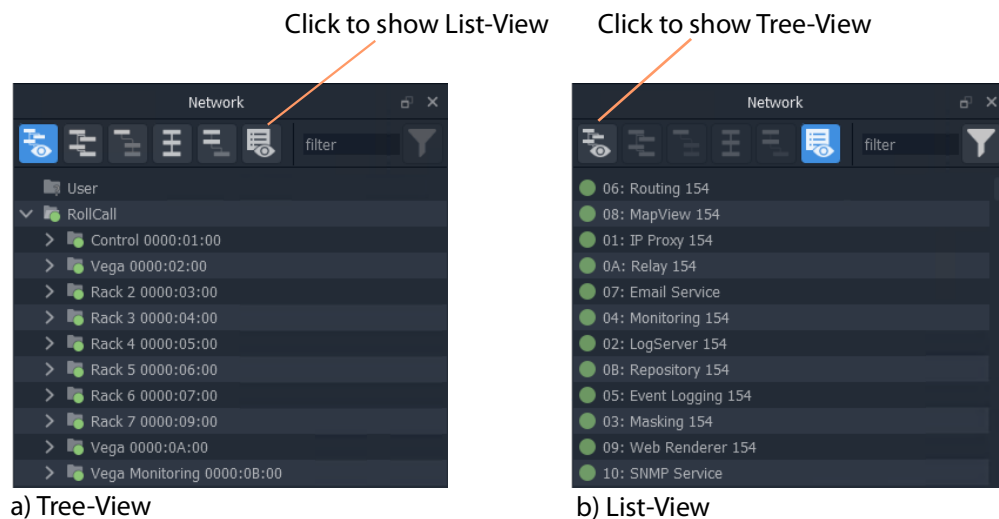 Click to show List-View
Click to show Tree-View
Network
filter
User
RollCall
Control 0000:01:00
Vega 0000:02:00
Rack 2 0000:03:00
Rack 3 0000:04:00
Rack 4 0000:05:00
Rack 5 0000:06:00
Rack 6 0000:07:00
Rack 7 0000:09:00
Vega 0000:0A:00
Vega Monitoring 0000:0B:00
a) Tree-View
Network
filter
06: Routing 154
08: MapView 154
01: IP Proxy 154
0A: Relay 154
07: Email Service
04: Monitoring 154
02: LogServer 154
0B: Repository 154
05: Event Logging 154
03: Masking 154
09: Web Renderer 154
10: SNMP Service
b) List-View